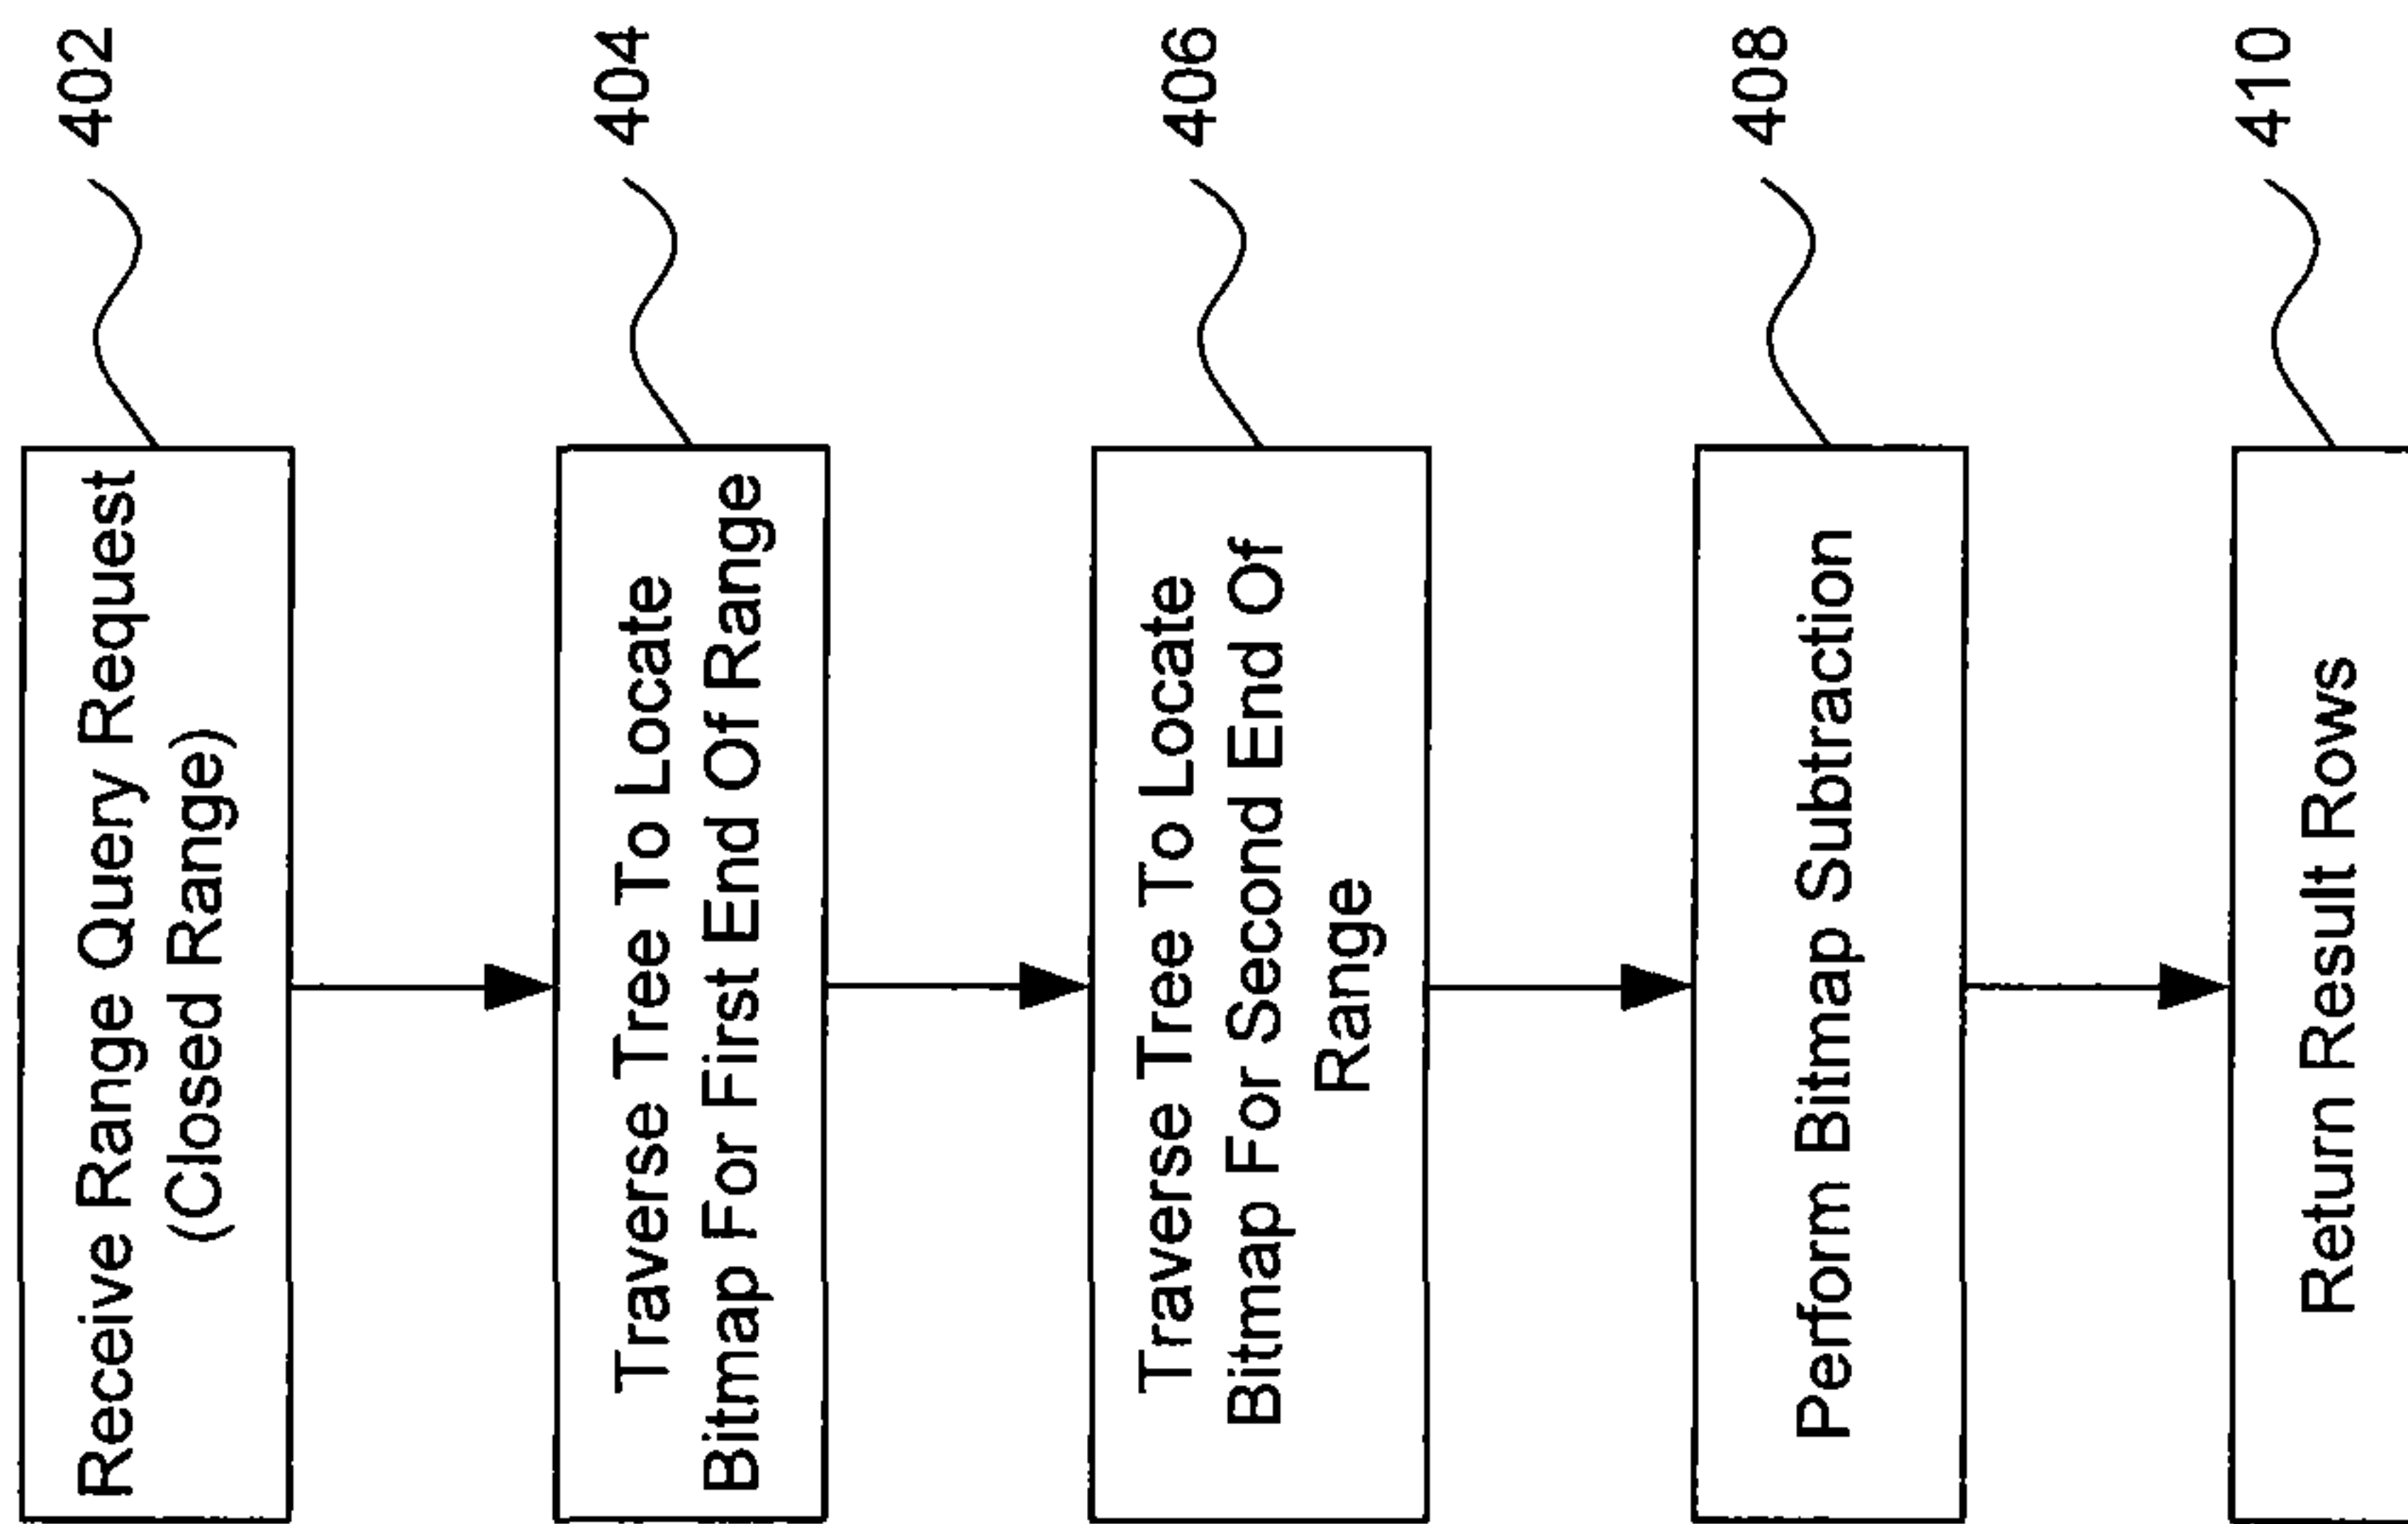 Receive Range Query Request
(Closed Range)
402
Traverse Tree To Locate
Bitmap For First End Of Range
404
Traverse Tree To Locate
Bitmap For Second End Of
Range
406
Perform Bitmap Subtraction
408
Return Result Rows
410